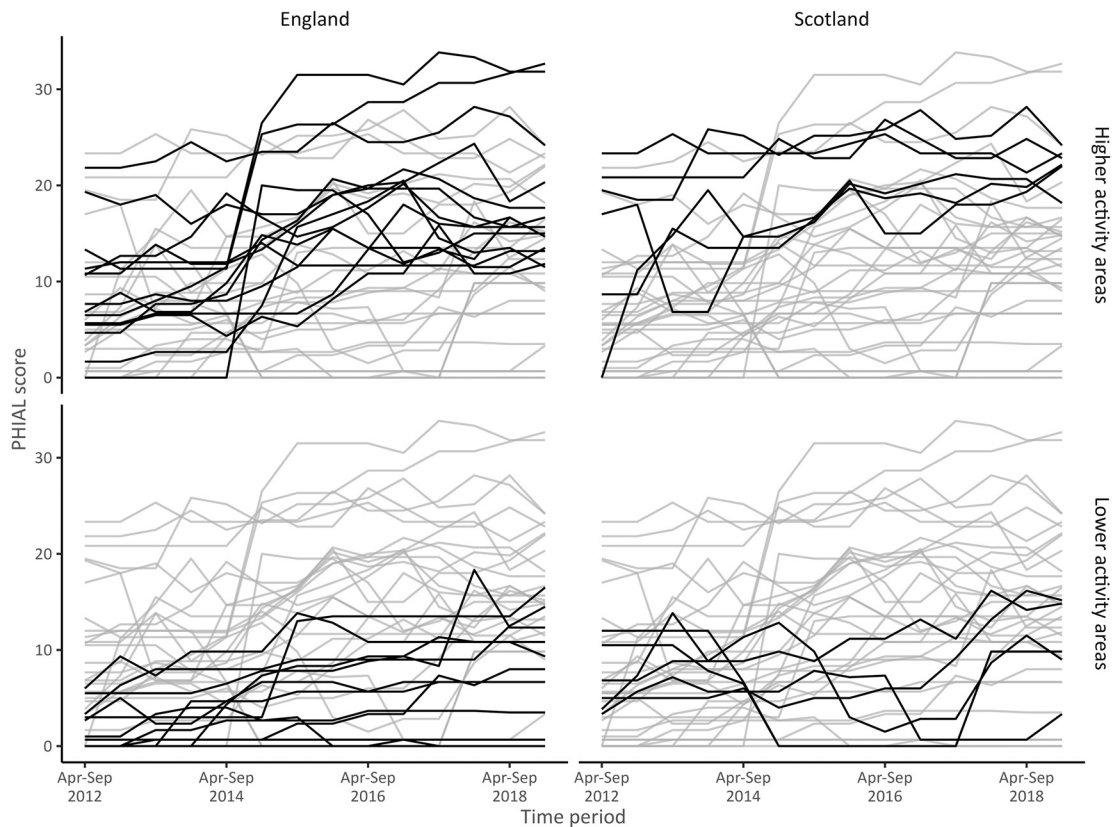 England
Scotland
30
20
10
0
Higher activity areas
PHIAL score
30
20
10
0
Lower activity areas
Apr-Sep
2012
Apr-Sep
2014
Apr-Sep
2016
Apr-Sep
2018
Apr-Sep
2012
Apr-Sep
2014
Apr-Sep
2016
Apr-Sep
2018
Time period